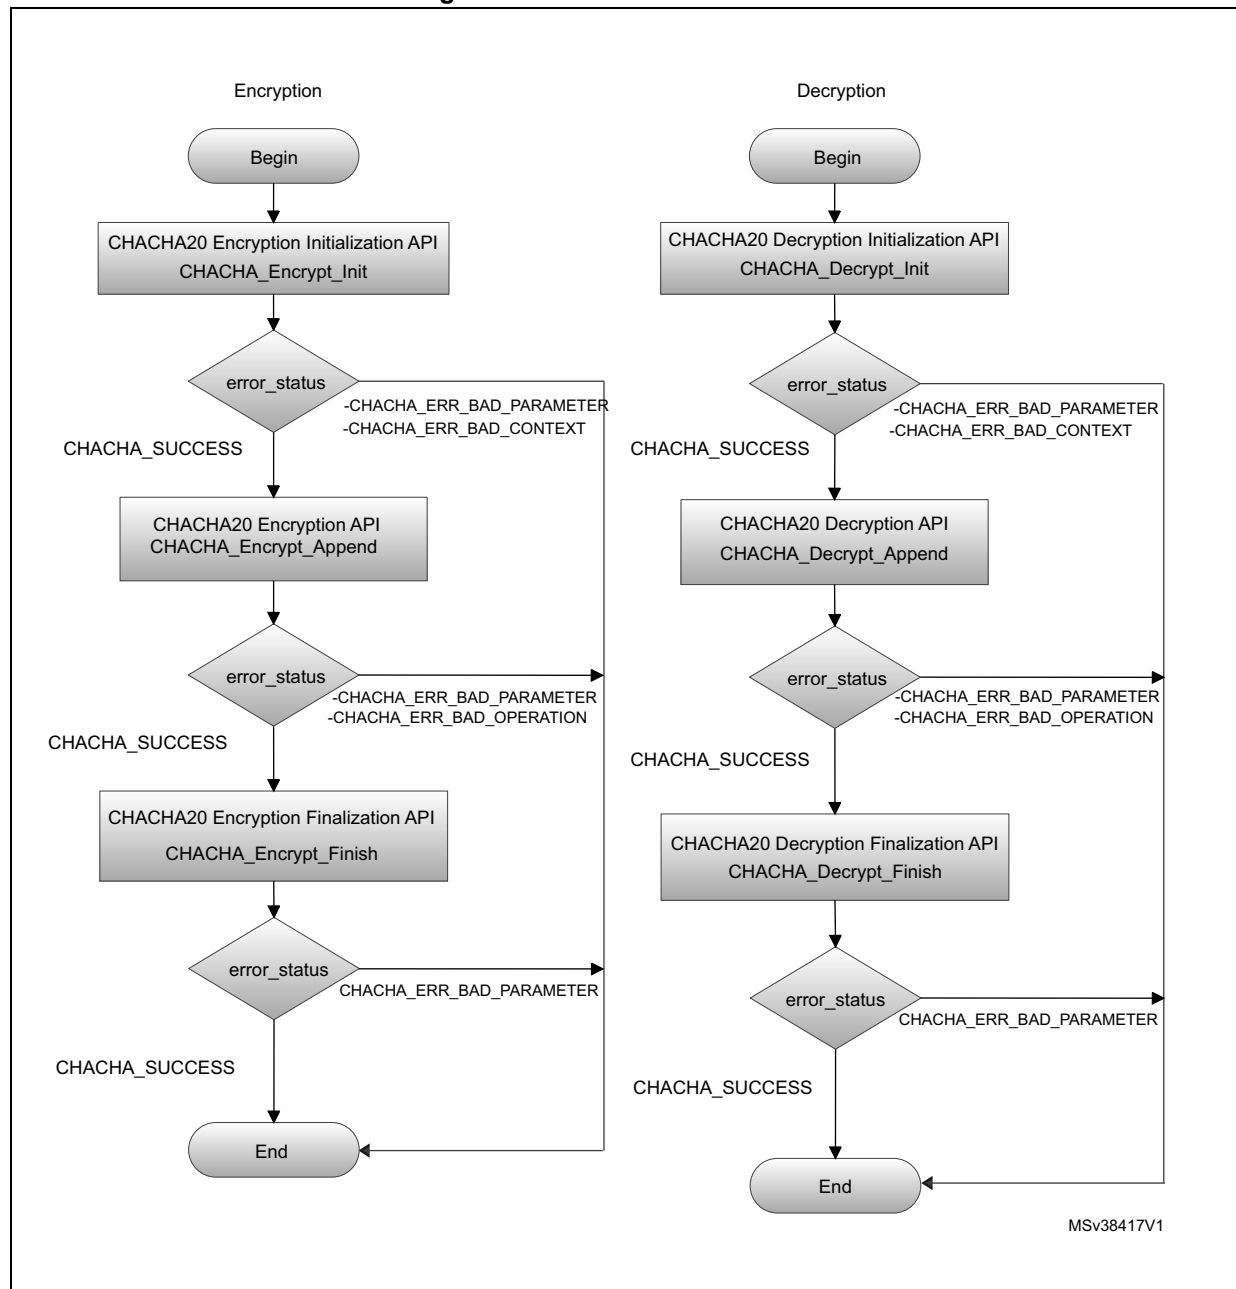 Encryption
Begin
CHACHA20 Encryption Initialization API
CHACHA_Encrypt_Init
error_status
-CHACHA_ERR_BAD_PARAMETER
-CHACHA_ERR_BAD_CONTEXT
CHACHA_SUCCESS
CHACHA20 Encryption API
CHACHA_Encrypt_Append
error_status
-CHACHA_ERR_BAD_PARAMETER
-CHACHA_ERR_BAD_OPERATION
CHACHA_SUCCESS
CHACHA20 Encryption Finalization API
CHACHA_Encrypt_Finish
error_status
CHACHA_ERR_BAD_PARAMETER
CHACHA_SUCCESS
End
Decryption
Begin
CHACHA20 Decryption Initialization API
CHACHA_Decrypt_Init
error_status
-CHACHA_ERR_BAD_PARAMETER
-CHACHA_ERR_BAD_CONTEXT
CHACHA_SUCCESS
CHACHA20 Decryption API
CHACHA_Decrypt_Append
error_status
-CHACHA_ERR_BAD_PARAMETER
-CHACHA_ERR_BAD_OPERATION
CHACHA_SUCCESS
CHACHA20 Decryption Finalization API
CHACHA_Decrypt_Finish
error_status
CHACHA_ERR_BAD_PARAMETER
CHACHA_SUCCESS
End
MSv38417V1